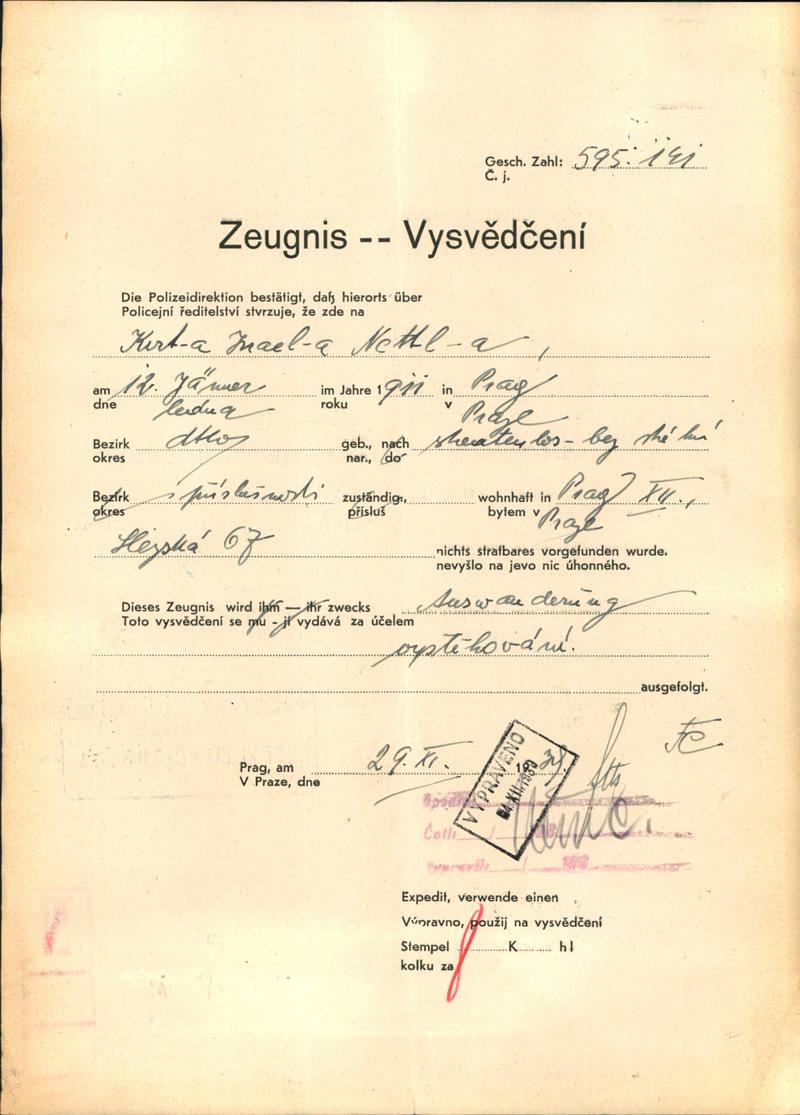 Gesch. Zahl: 595.
Č. j.
Zeugnis -- Vysvědčení
Die Polizeidirektion bestätigt, daß hierorts über
Policejní ředitelství stvrzuje, že zde na
Kurt-a Israel-a Nettl-a,
am 12. Jänner im Jahre 1911 in Prag
dne ledna roku v Praze
Bezirk dtto geb., nach staatenlos - bez státní
okres nar., do
Bezirk příslušnosti zuständig, wohnhaft in Prag XII.,
okres přísluš bytem v Praze
Slezská 67 nichts strafbares vorgefunden wurde.
nevyšlo na jevo nic úhonného.
Dieses Zeugnis wird ihm — ihr zwecks Auswanderung
Toto vysvědčení se mu - jí vydává za účelem
vystěhování.
ausgefolgt.
Prag, am 29. XI. 1939
V Praze, dne
VYPRAVENO
Expedit, verwende einen
Výpravno, použij na vysvědčení
Stempel K hl
kolku za